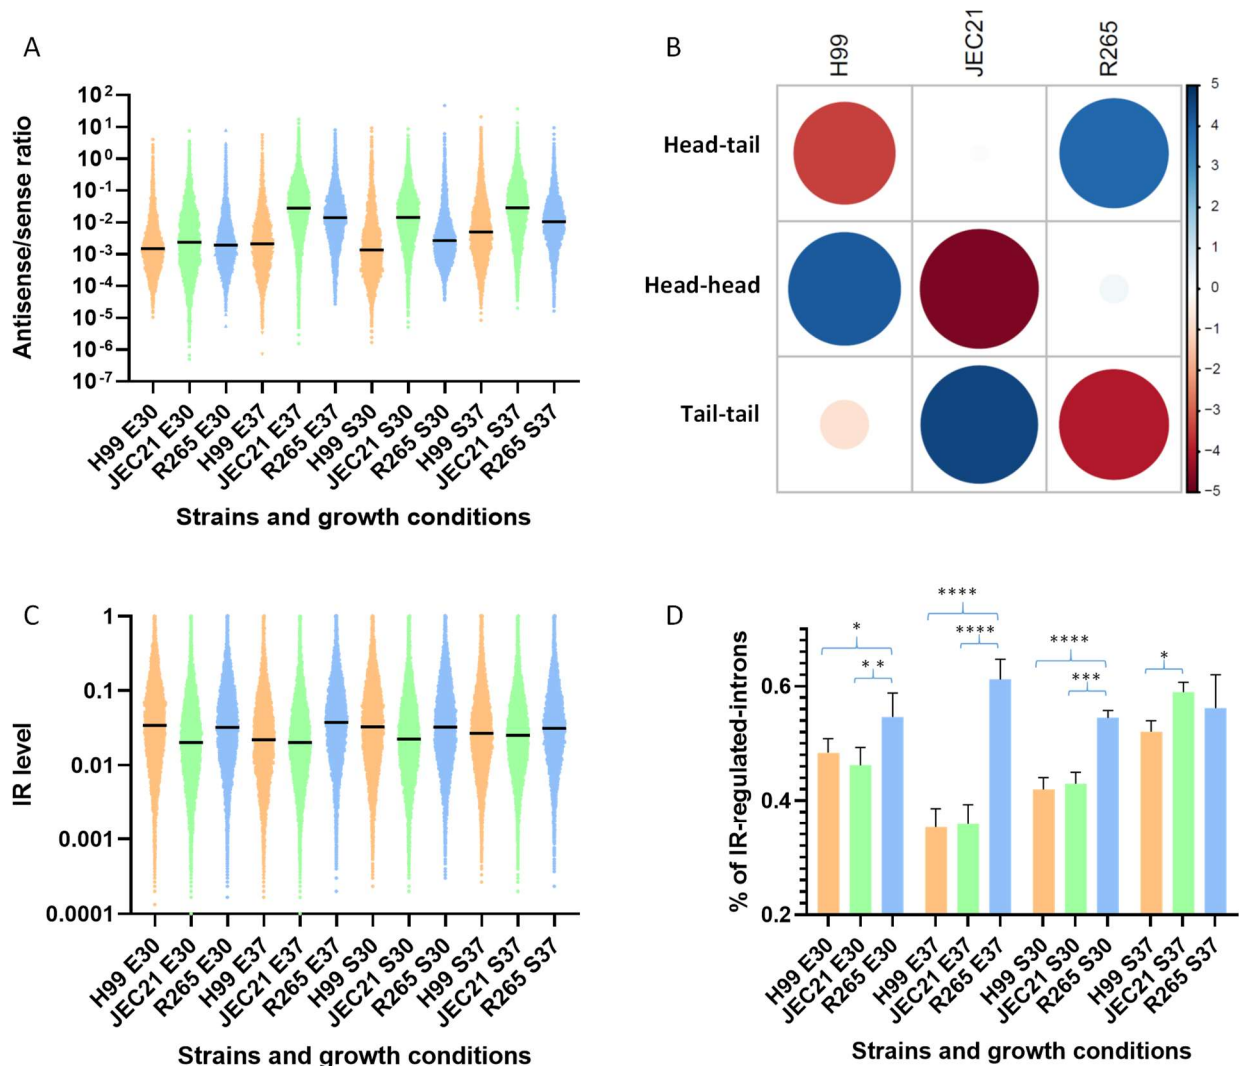 A
10²
10¹
10⁰
10⁻¹
10⁻²
10⁻³
10⁻⁴
10⁻⁵
10⁻⁶
10⁻⁷
Antisense/sense ratio
H99 E30
JEC21 E30
R265 E30
H99 E37
JEC21 E37
R265 E37
H99 S30
JEC21 S30
R265 S30
H99 S37
JEC21 S37
R265 S37
Strains and growth conditions
B
H99
JEC21
R265
Head-tail
Head-head
Tail-tail
5
4
3
2
1
0
−1
−2
−3
−4
−5
C
1
0.1
0.01
0.001
0.0001
IR level
H99 E30
JEC21 E30
R265 E30
H99 E37
JEC21 E37
R265 E37
H99 S30
JEC21 S30
R265 S30
H99 S37
JEC21 S37
R265 S37
Strains and growth conditions
D
****
*
****
****
*
**
***
0.6
0.4
0.2
% of IR-regulated-introns
H99 E30
JEC21 E30
R265 E30
H99 E37
JEC21 E37
R265 E37
H99 S30
JEC21 S30
R265 S30
H99 S37
JEC21 S37
R265 S37
Strains and growth conditions